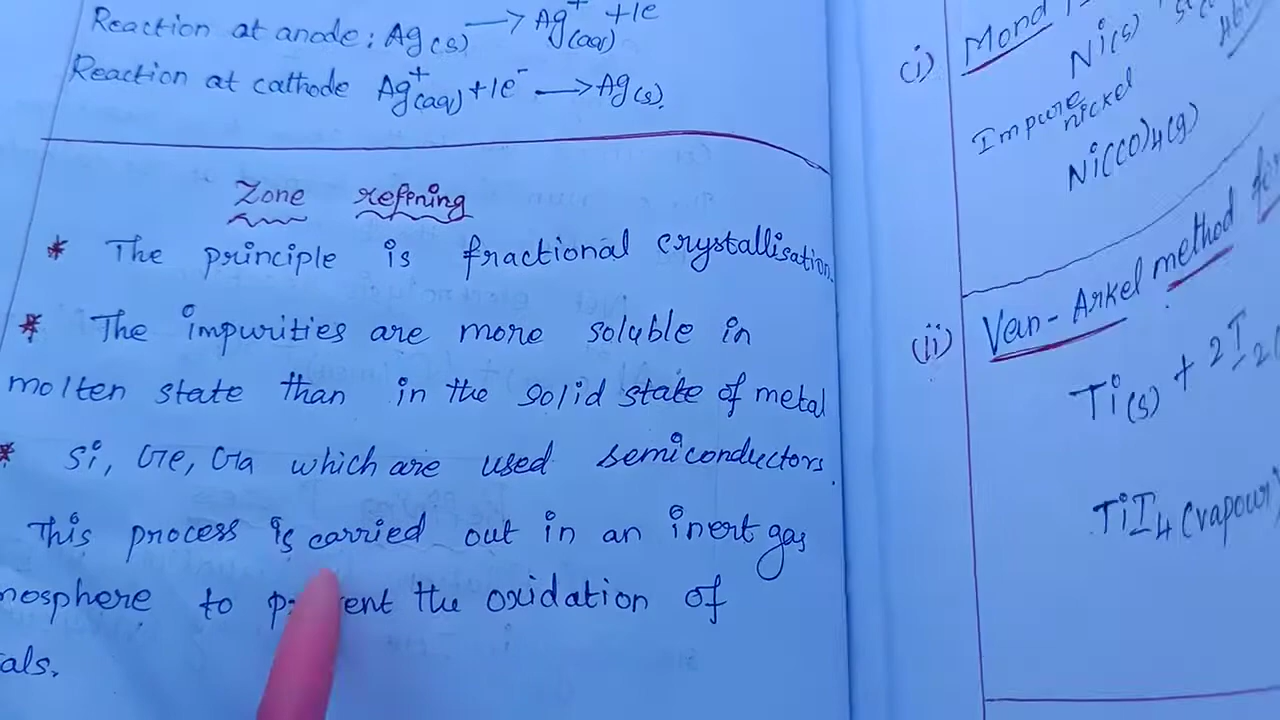 Reaction at anode: Ag(s) → Ag⁺(aq) + 1e
Reaction at cathode Ag⁺(aq) + 1e⁻ → Ag(s).
Zone refining
* The principle is fractional crystallisation.
* The impurities are more soluble in
molten state than in the solid state of metal
* Si, Ge, Ga which are used semiconductors.
This process is carried out in an inert gas
mosphere to prevent the oxidation of
als.
(i) Mond
Ni(s)
Impure nickel
Ni(CO)4(g)
(ii) Van-Arkel method for
Ti(s) + 2I2
TiI4 (vapour)